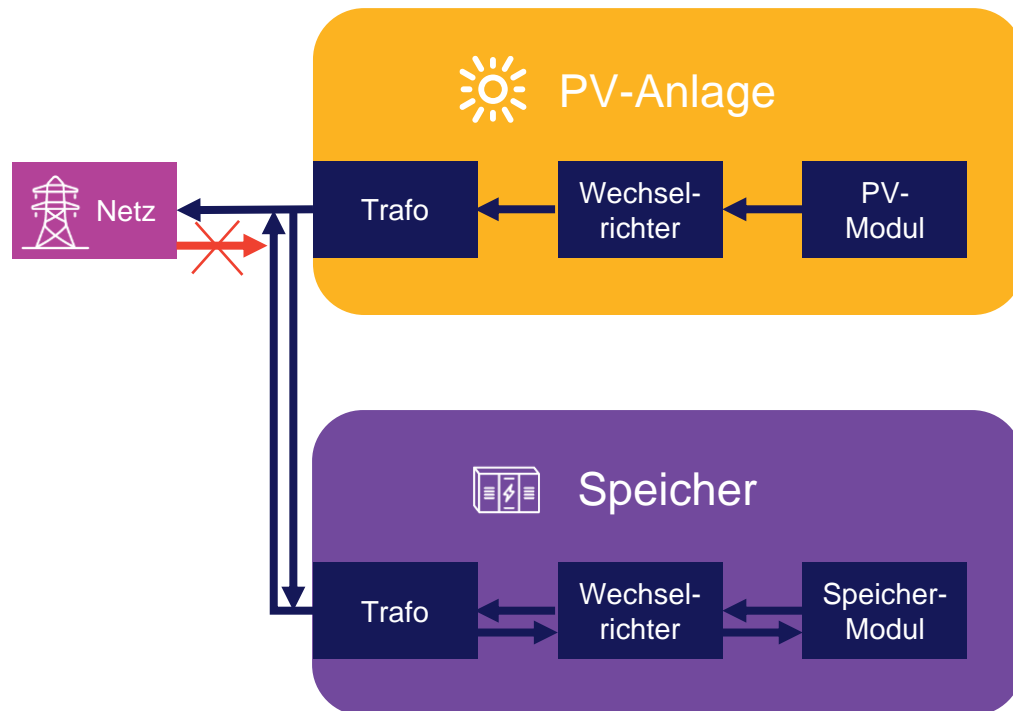 PV-Anlage
Netz
Trafo
Wechsel-
richter
PV-
Modul
Speicher
Trafo
Wechsel-
richter
Speicher-
Modul